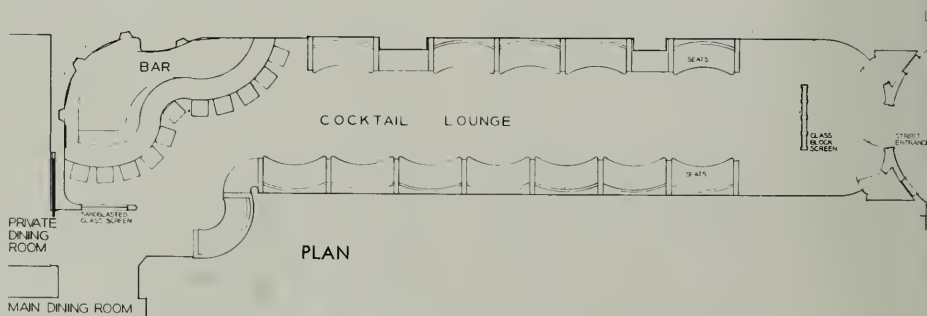 BAR
SEATS
COCKTAIL LOUNGE
GLASS
BLOCK
SCREEN
STREET
ENTRANCE
SEATS
SANDBLASTED
GLASS SCREEN
PRIVATE
DINING
ROOM
PLAN
MAIN DINING ROOM